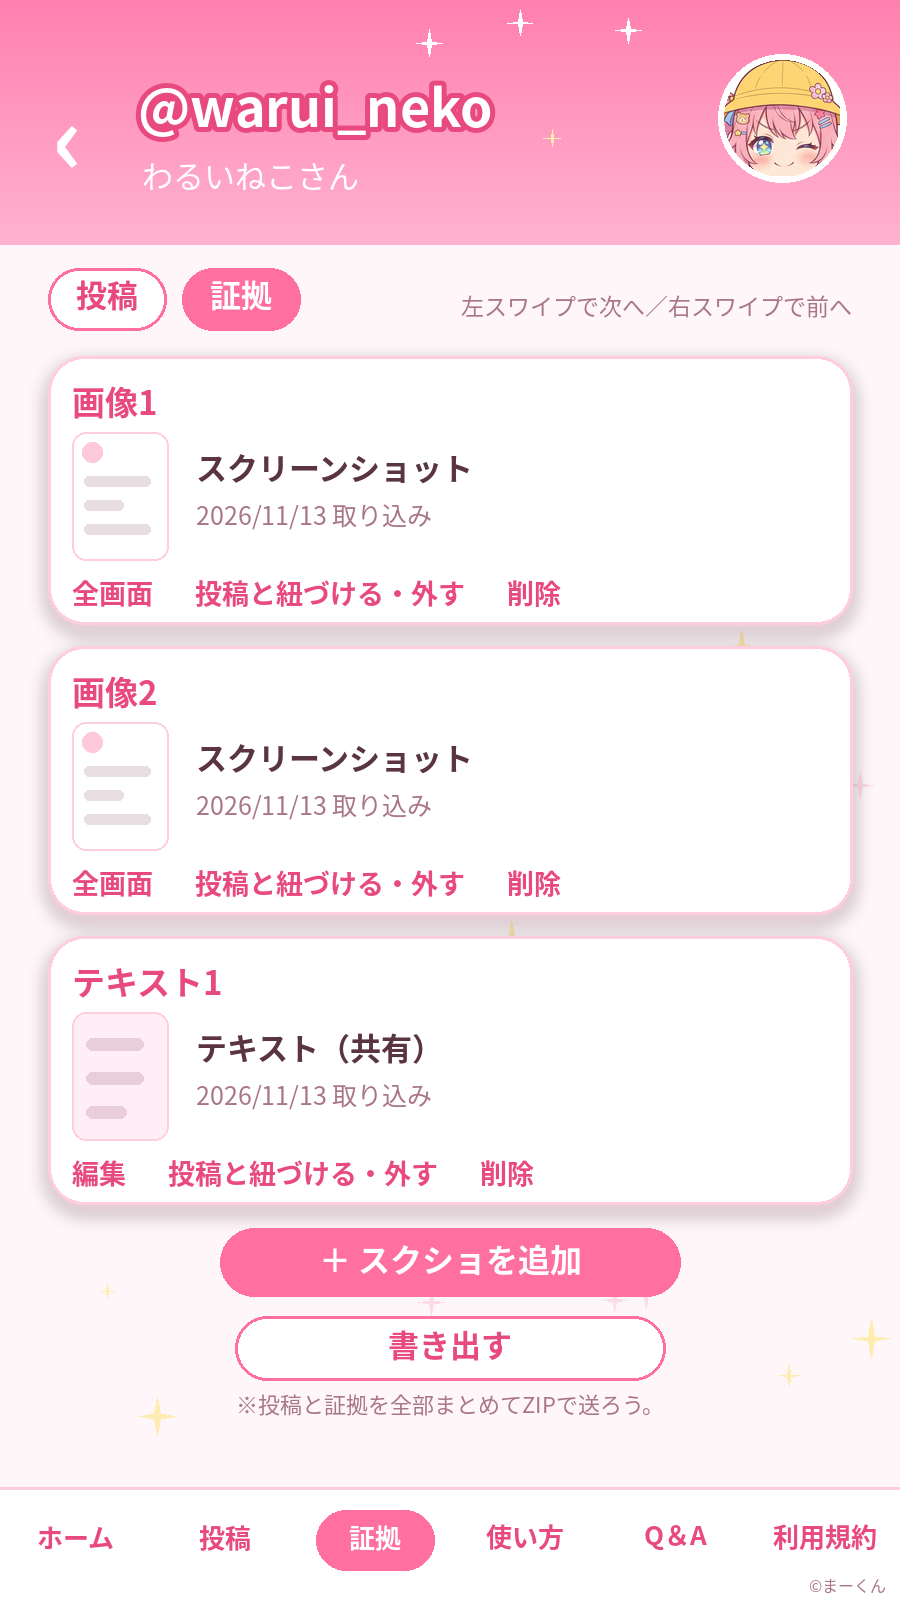 @warui_neko
わるいねこさん
投稿
証拠
左スワイプで次へ／右スワイプで前へ
画像1
スクリーンショット
2026/11/13 取り込み
全画面
投稿と紐づける・外す
削除
画像2
スクリーンショット
2026/11/13 取り込み
全画面
投稿と紐づける・外す
削除
テキスト1
テキスト（共有）
2026/11/13 取り込み
編集
投稿と紐づける・外す
削除
＋ スクショを追加
書き出す
※投稿と証拠を全部まとめてZIPで送ろう。
ホーム
投稿
証拠
使い方
Q＆A
利用規約
©まーくん